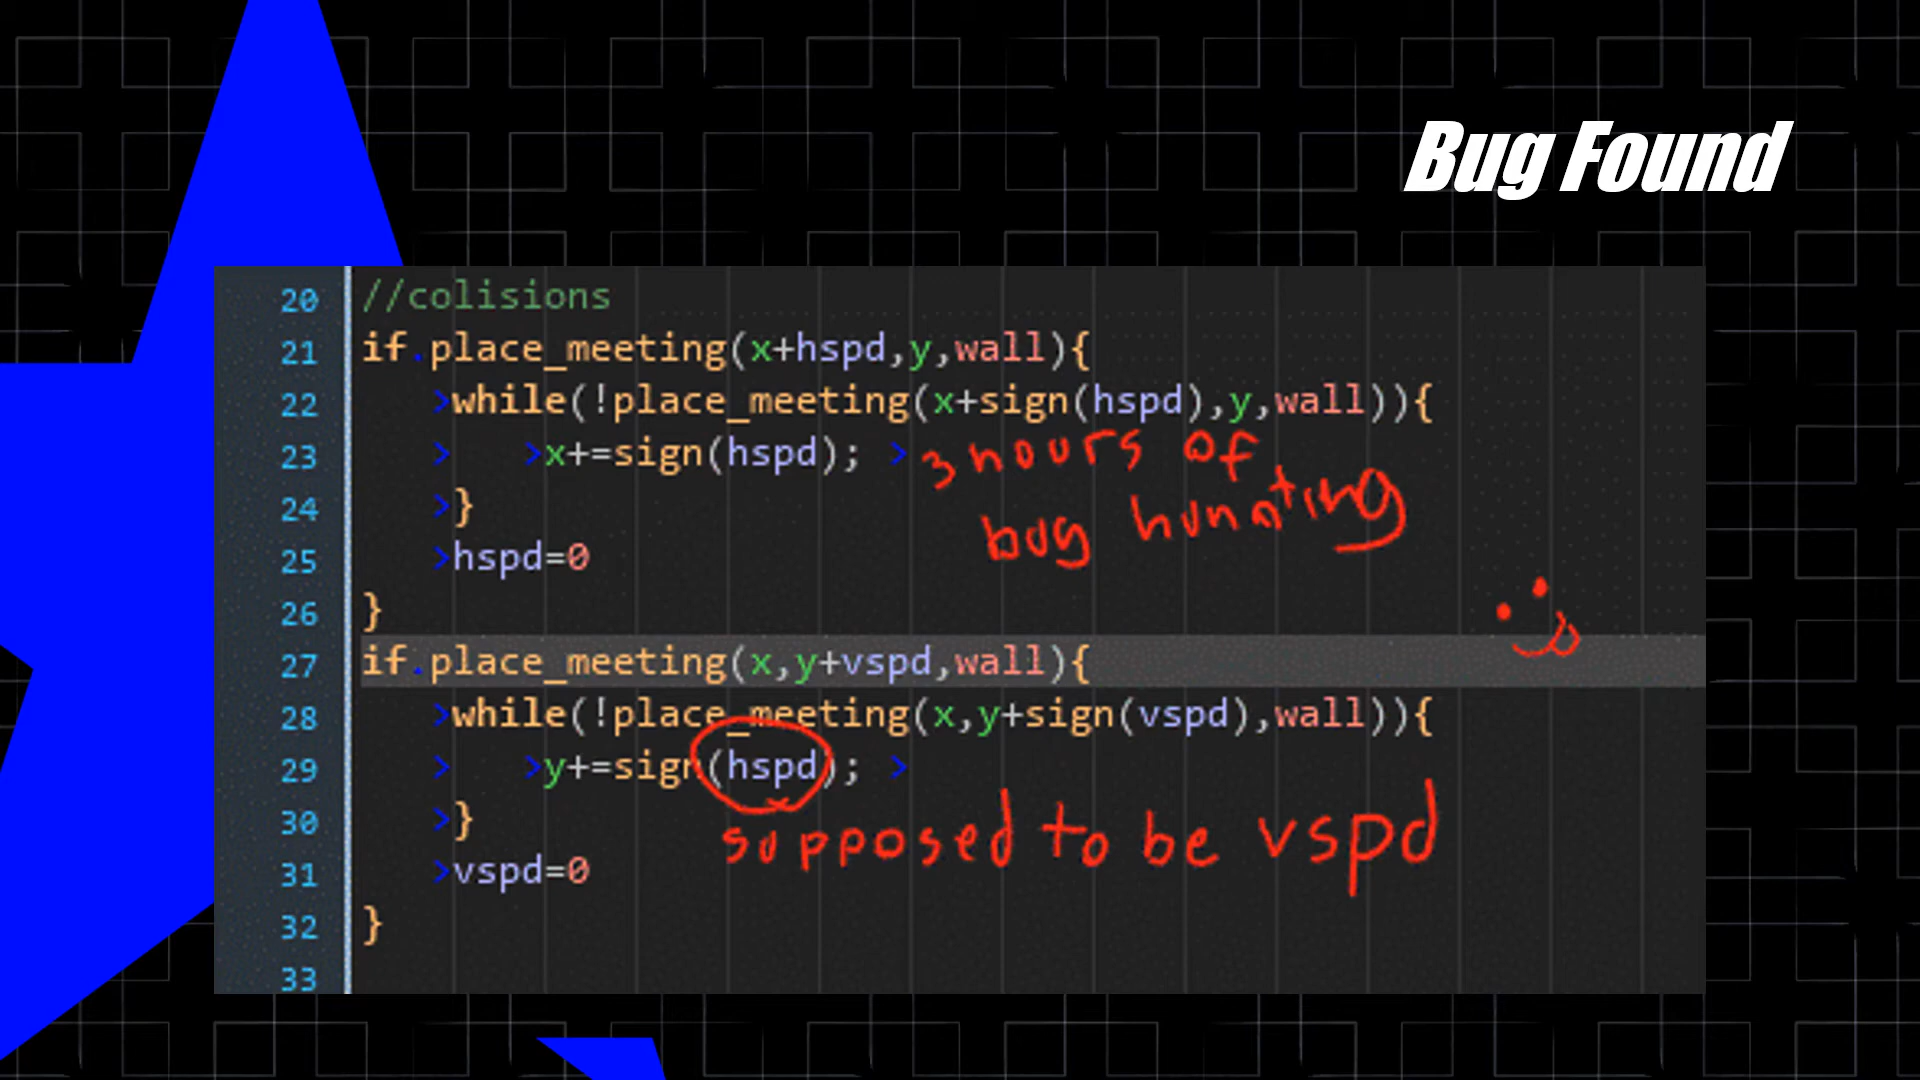 Bug Found
20 //colisions
21 if.place_meeting(x+hspd,y,wall){
22 >while(!place_meeting(x+sign(hspd),y,wall)){
23 > >x+=sign(hspd); >
3 hours of
24 >}
bug hunating
25 >hspd=0
26 }
27 if.place_meeting(x,y+vspd,wall){
28 >while(!place_meeting(x,y+sign(vspd),wall)){
29 > >y+=sign(hspd); >
30 >}
supposed to be vspd
31 >vspd=0
32 }
33